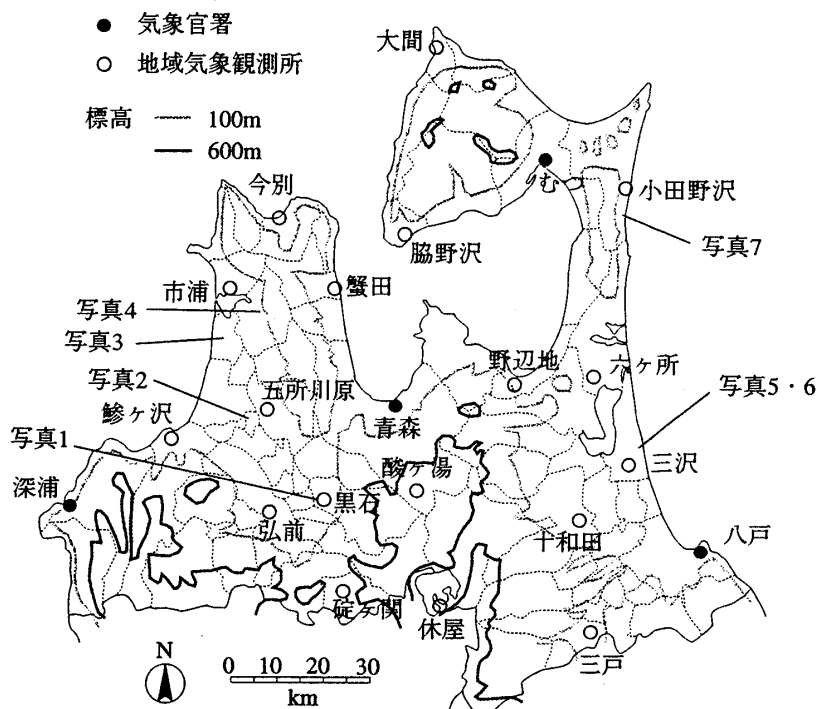 ● 気象官署
○ 地域気象観測所
標高
100m
600m
大間
むつ
小田野沢
写真7
今別
脇野沢
市浦
蟹田
写真4
写真3
写真2
五所川原
野辺地
六ヶ所
写真5・6
鰺ヶ沢
青森
写真1
酸ヶ湯
三沢
深浦
黒石
弘前
十和田
八戸
碇ヶ関
休屋
三戸
N
0 10 20 30
km